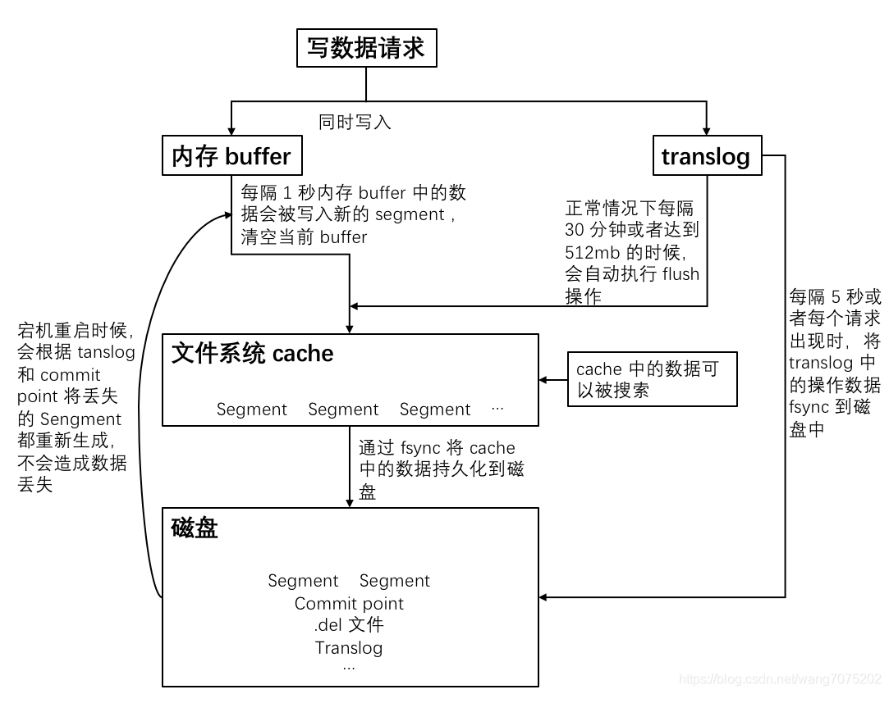 写数据请求
同时写入
内存 buffer
translog
每隔 1 秒内存 buffer 中的数
据会被写入新的 segment ,
清空当前 buffer
正常情况下每隔
30 分钟或者达到
512mb 的时候,
会自动执行 flush
操作
每隔 5 秒或
者每个请求
出现时, 将
translog 中
的操作数据
fsync 到磁
盘中
宕机重启时候,
会根据 tanslog
和 commit
point 将丢失
的 Sengment
都重新生成,
不会造成数据
丢失
文件系统 cache
Segment Segment Segment ...
cache 中的数据可
以被搜索
通过 fsync 将 cache
中的数据持久化到磁
盘
磁盘
Segment Segment
Commit point
.del 文件
Translog
...
https://blog.csdn.net/wang7075202